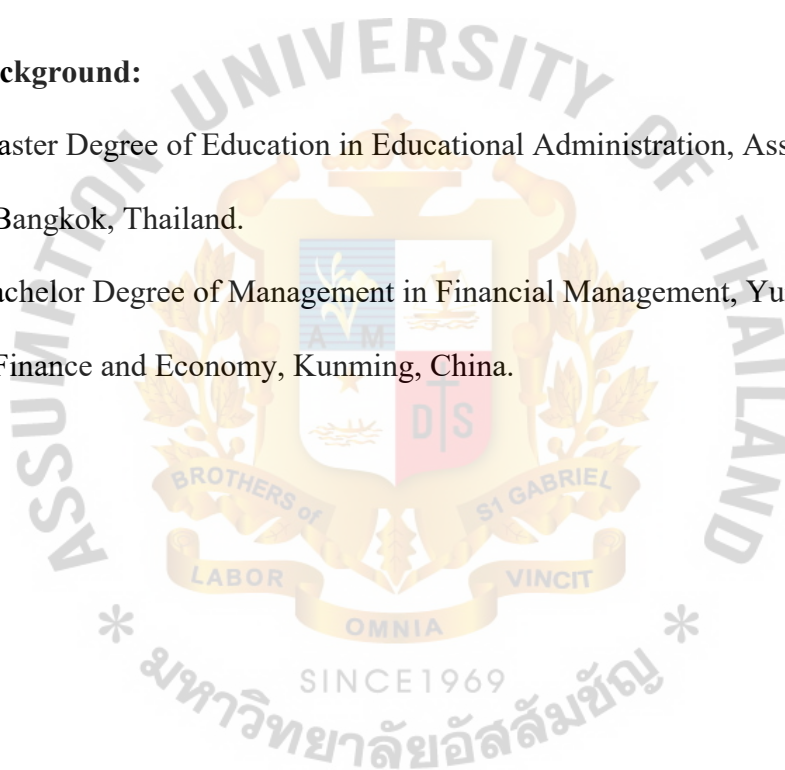 ckground:
aster Degree of Education in Educational Administration, Ass
Bangkok, Thailand.
achelor Degree of Management in Financial Management, Yu
Finance and Economy, Kunming, China.
ASSUMPTION UNIVERSITY OF THAILAND
A M
D S
BROTHERS of
S1 GABRIEL
LABOR
VINCIT
OMNIA
SINCE1969
* มหาวิทยาลัยอัสสัมชัญ *